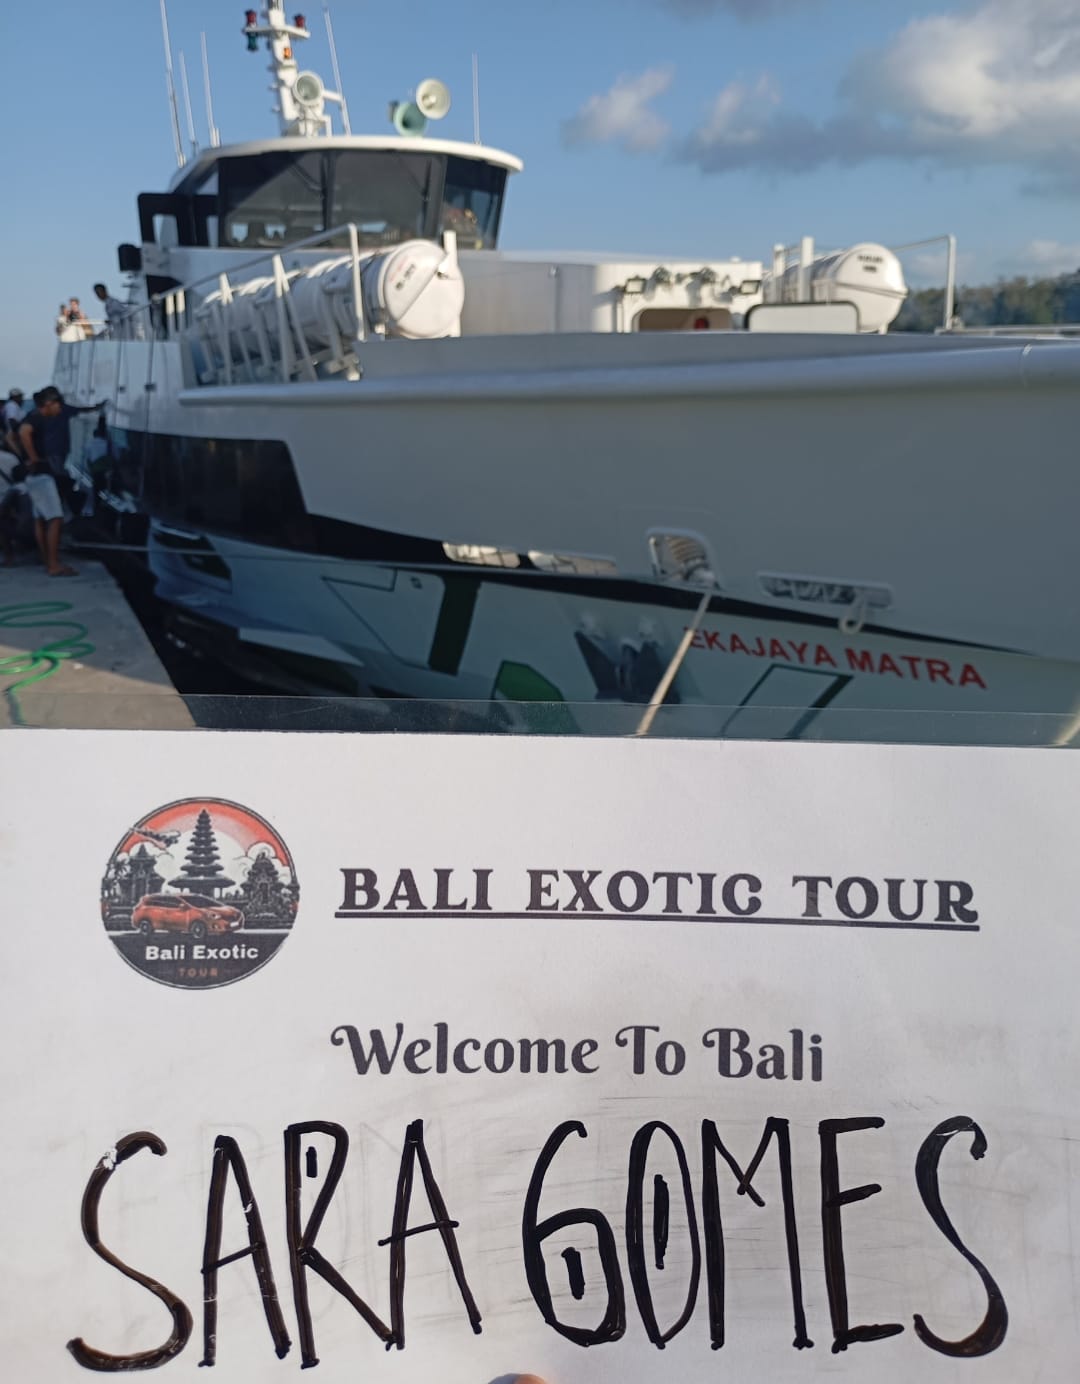 EKAJAYA MATRA
BALI EXOTIC TOUR
Bali Exotic
TOUR
Welcome To Bali
SARA GOMES